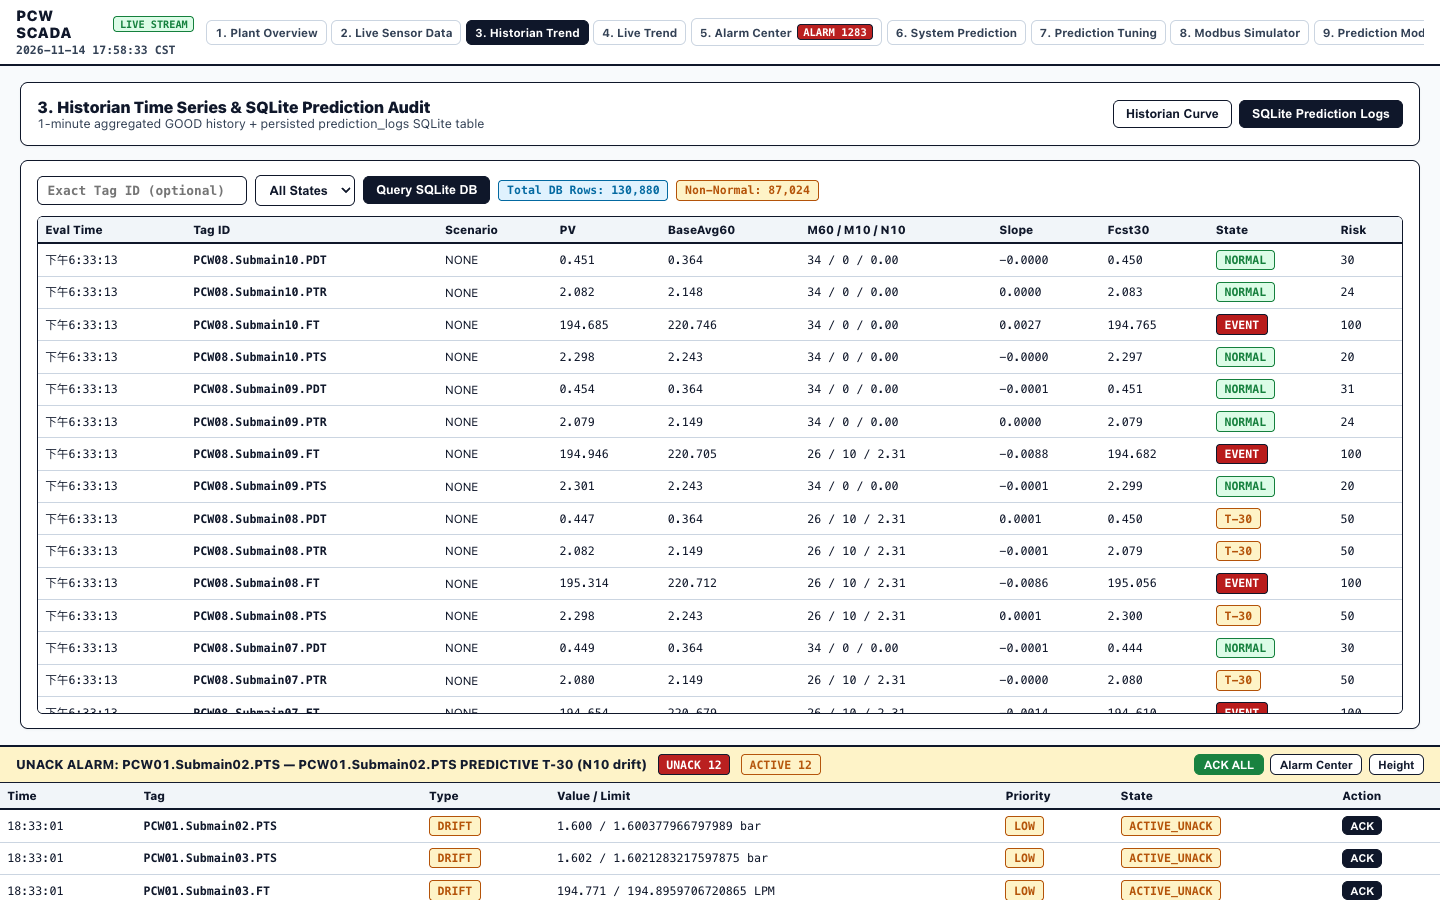 PCW SCADA
LIVE STREAM
2026-11-14 17:58:33 CST
1. Plant Overview
2. Live Sensor Data
3. Historian Trend
4. Live Trend
5. Alarm Center ALARM 1283
6. System Prediction
7. Prediction Tuning
8. Modbus Simulator
9. Prediction Mod
3. Historian Time Series & SQLite Prediction Audit
1-minute aggregated GOOD history + persisted prediction_logs SQLite table
Historian Curve
SQLite Prediction Logs
Exact Tag ID (optional)
All States
Query SQLite DB
Total DB Rows: 130,880
Non-Normal: 87,024
Eval Time Tag ID Scenario PV BaseAvg60 M60 / M10 / N10 Slope Fcst30 State Risk
下午6:33:13 PCW08.Submain10.PDT NONE 0.451 0.364 34 / 0 / 0.00 -0.0000 0.450 NORMAL 30
下午6:33:13 PCW08.Submain10.PTR NONE 2.082 2.148 34 / 0 / 0.00 0.0000 2.083 NORMAL 24
下午6:33:13 PCW08.Submain10.FT NONE 194.685 220.746 34 / 0 / 0.00 0.0027 194.765 EVENT 100
下午6:33:13 PCW08.Submain10.PTS NONE 2.298 2.243 34 / 0 / 0.00 -0.0000 2.297 NORMAL 20
下午6:33:13 PCW08.Submain09.PDT NONE 0.454 0.364 34 / 0 / 0.00 -0.0001 0.451 NORMAL 31
下午6:33:13 PCW08.Submain09.PTR NONE 2.079 2.149 34 / 0 / 0.00 0.0000 2.079 NORMAL 24
下午6:33:13 PCW08.Submain09.FT NONE 194.946 220.705 26 / 10 / 2.31 -0.0088 194.682 EVENT 100
下午6:33:13 PCW08.Submain09.PTS NONE 2.301 2.243 34 / 0 / 0.00 -0.0001 2.299 NORMAL 20
下午6:33:13 PCW08.Submain08.PDT NONE 0.447 0.364 26 / 10 / 2.31 0.0001 0.450 T-30 50
下午6:33:13 PCW08.Submain08.PTR NONE 2.082 2.149 26 / 10 / 2.31 -0.0001 2.079 T-30 50
下午6:33:13 PCW08.Submain08.FT NONE 195.314 220.712 26 / 10 / 2.31 -0.0086 195.056 EVENT 100
下午6:33:13 PCW08.Submain08.PTS NONE 2.298 2.243 26 / 10 / 2.31 0.0001 2.300 T-30 50
下午6:33:13 PCW08.Submain07.PDT NONE 0.449 0.364 34 / 0 / 0.00 -0.0001 0.444 NORMAL 30
下午6:33:13 PCW08.Submain07.PTR NONE 2.080 2.149 26 / 10 / 2.31 -0.0000 2.080 T-30 50
下午6:33:13 PCW08.Submain07.FT NONE 194.654 220.679 26 / 10 / 2.31 -0.0014 194.610 EVENT 100
UNACK ALARM: PCW01.Submain02.PTS — PCW01.Submain02.PTS PREDICTIVE T-30 (N10 drift) UNACK 12 ACTIVE 12 ACK ALL Alarm Center Height
Time Tag Type Value / Limit Priority State Action
18:33:01 PCW01.Submain02.PTS DRIFT 1.600 / 1.600377966797989 bar LOW ACTIVE_UNACK ACK
18:33:01 PCW01.Submain03.PTS DRIFT 1.602 / 1.6021283217597875 bar LOW ACTIVE_UNACK ACK
18:33:01 PCW01.Submain03.FT DRIFT 194.771 / 194.8959706720865 LPM LOW ACTIVE_UNACK ACK